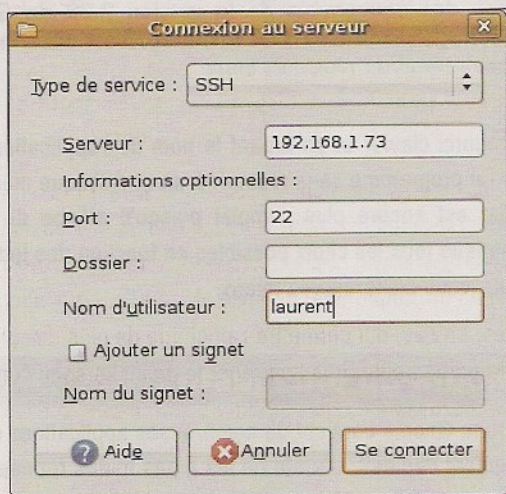 Connexion au serveur
Type de service : SSH
Serveur : 192.168.1.73
Informations optionnelles :
Port : 22
Dossier :
Nom d'utilisateur : laurent
Ajouter un signet
Nom du signet :
Aide
Annuler
Se connecter